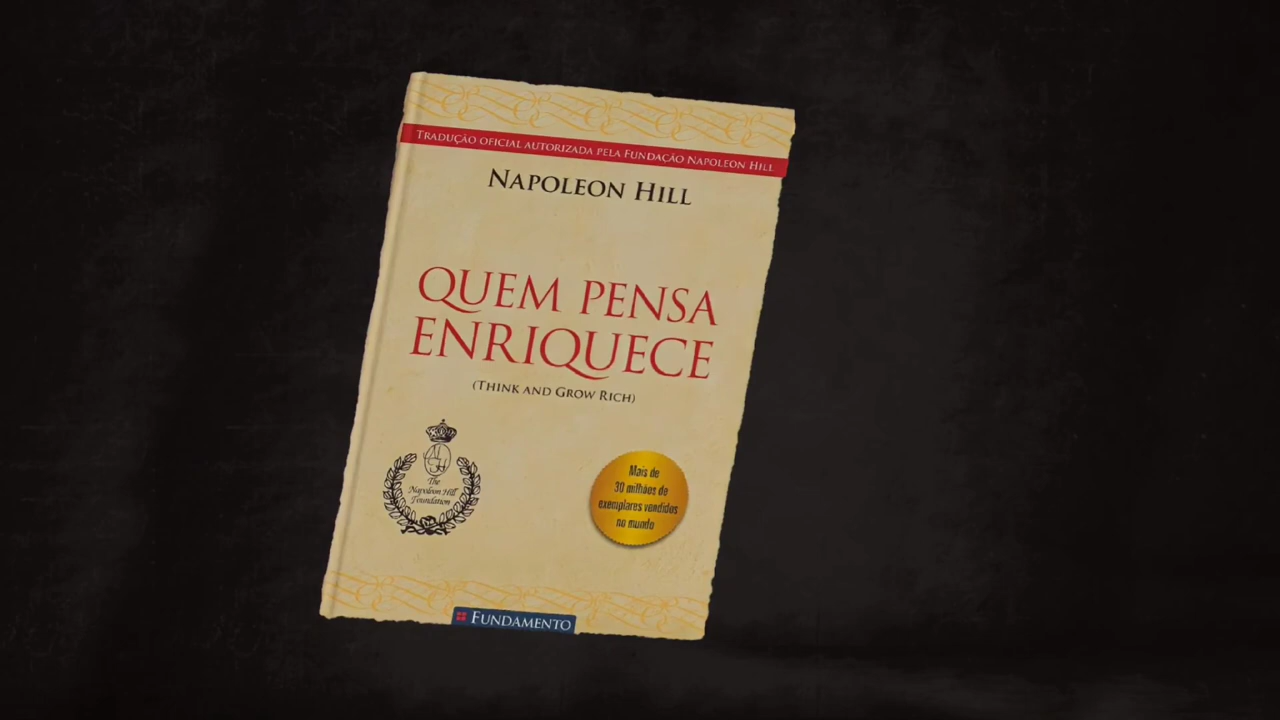 TRADUÇÃO OFICIAL AUTORIZADA PELA FUNDAÇÃO NAPOLEON HILL
NAPOLEON HILL
QUEM PENSA
ENRIQUECE
(THINK AND GROW RICH)
The
Napoleon Hill
Foundation
Mais de
30 milhões de
exemplares vendidos
no mundo
FUNDAMENTO